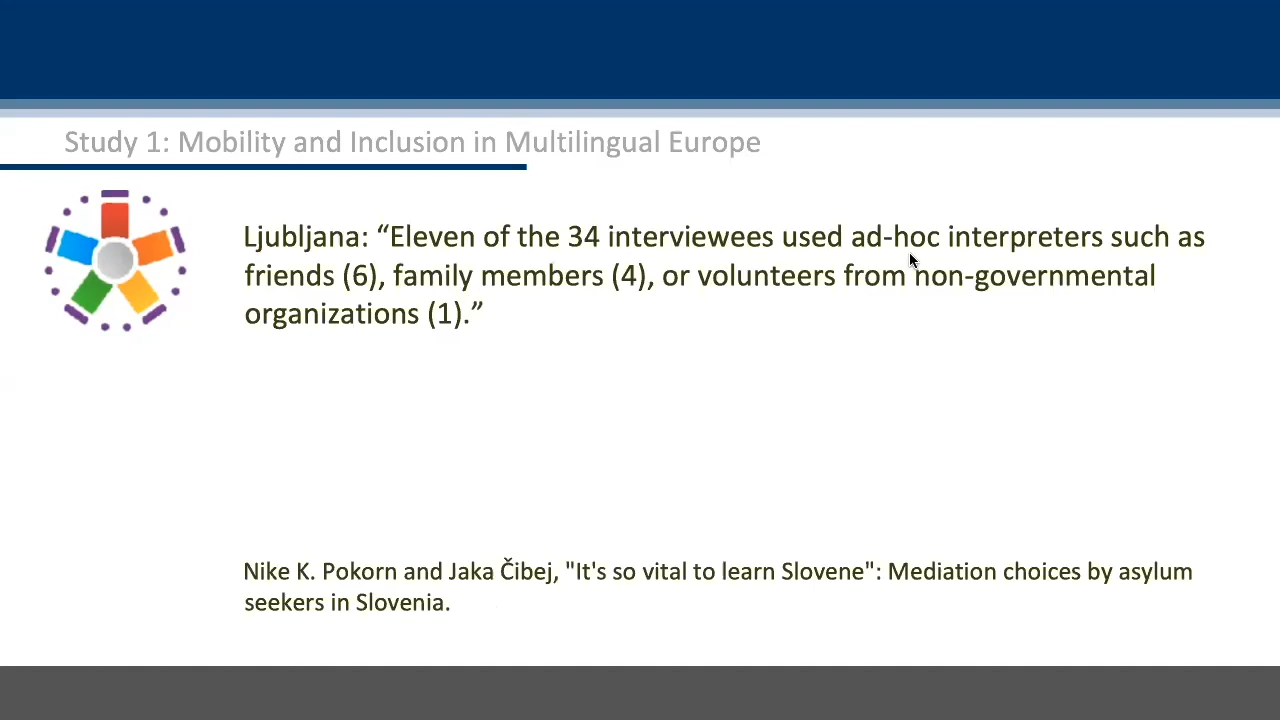 Study 1: Mobility and Inclusion in Multilingual Europe
Ljubljana: “Eleven of the 34 interviewees used ad-hoc interpreters such as
friends (6), family members (4), or volunteers from non-governmental
organizations (1).”
Nike K. Pokorn and Jaka Čibej, "It's so vital to learn Slovene": Mediation choices by asylum
seekers in Slovenia.